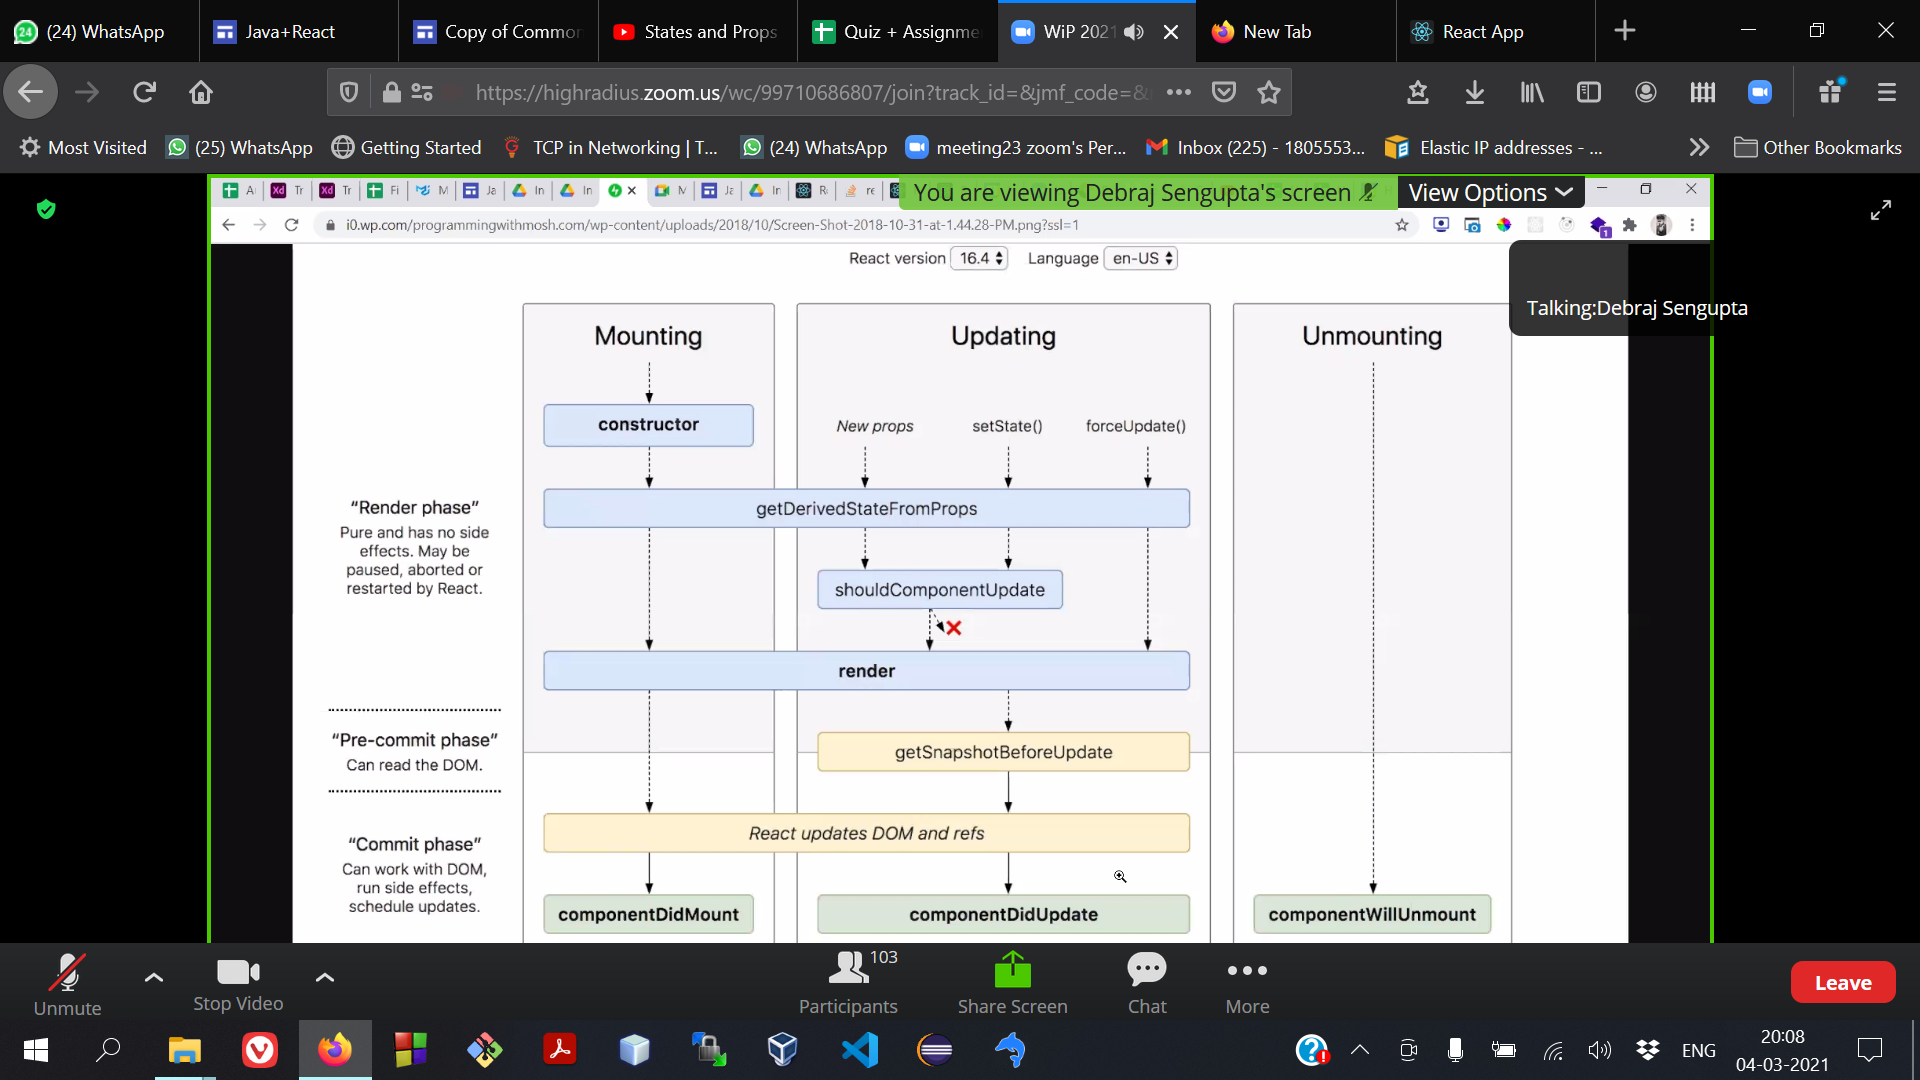 (24) WhatsApp
Java+React
Copy of Commor
States and Props
Quiz + Assignme
WiP 2021
New Tab
React App
https://highradius.zoom.us/wc/99710686807/join?track_id=&jmf_code=&
Most Visited
(25) WhatsApp
Getting Started
TCP in Networking | T...
(24) WhatsApp
meeting23 zoom's Per...
Inbox (225) - 1805553...
Elastic IP addresses - ...
Other Bookmarks
You are viewing Debraj Sengupta's screen
View Options
i0.wp.com/programmingwithmosh.com/wp-content/uploads/2018/10/Screen-Shot-2018-10-31-at-1.44.28-PM.png?ssl=1
Talking:Debraj Sengupta
React version 16.4 Language en-US
Mounting
Updating
Unmounting
constructor
New props
setState()
forceUpdate()
"Render phase"
Pure and has no side
effects. May be
paused, aborted or
restarted by React.
getDerivedStateFromProps
shouldComponentUpdate
render
"Pre-commit phase"
Can read the DOM.
getSnapshotBeforeUpdate
React updates DOM and refs
"Commit phase"
Can work with DOM,
run side effects,
schedule updates.
componentDidMount
componentDidUpdate
componentWillUnmount
Unmute
Stop Video
103
Participants
Share Screen
Chat
More
Leave
ENG
20:08
04-03-2021